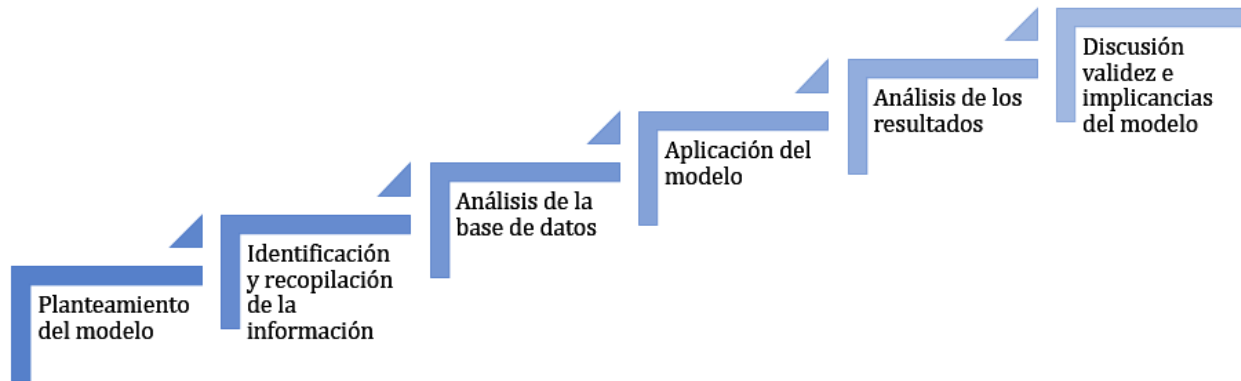 Planteamiento
del modelo
Identificación
y recopilación
de la
información
Análisis de la
base de datos
Aplicación del
modelo
Análisis de los
resultados
Discusión
validez e
implicancias
del modelo